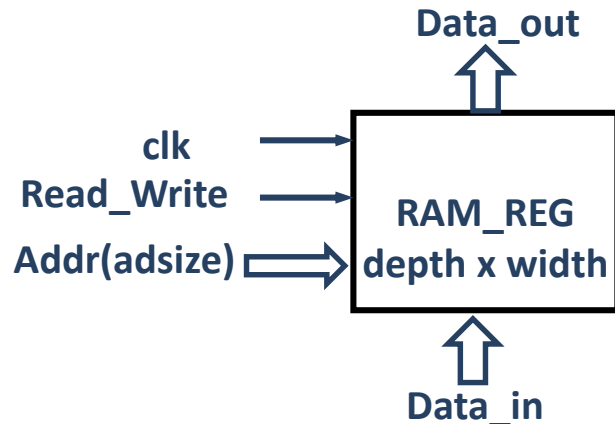 Data_out
clk
Read_Write
RAM_REG
Addr(adsize)
depth x width
Data_in